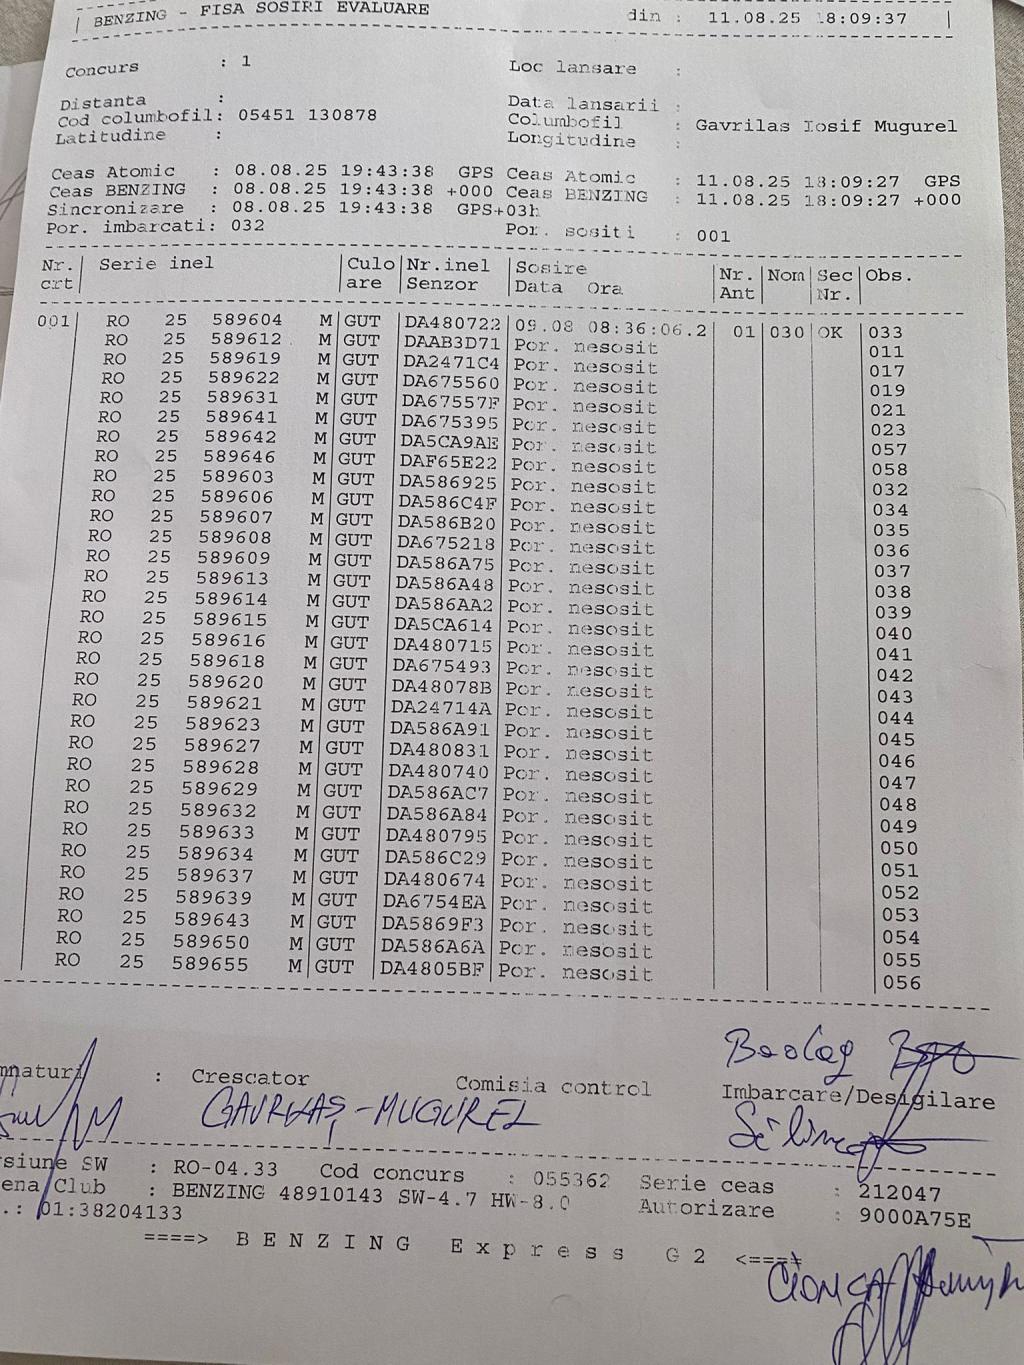 BENZING - FISA SOSIRI EVALUARE din : 11.08.25 18:09:37
Concurs : 1 Loc lansare :
Distanta : Data lansarii :
Cod columbofil: 05451 130878 Columbofil : Gavrilas Iosif Mugurel
Latitudine : Longitudine :
Ceas Atomic : 08.08.25 19:43:38 GPS Ceas Atomic : 11.08.25 18:09:27 GPS
Ceas BENZING : 08.08.25 19:43:38 +000 Ceas BENZING : 11.08.25 18:09:27 +000
Sincronizare : 08.08.25 19:43:38 GPS+03h
Por. imbarcati: 032 Por. sositi : 001
Nr. Serie inel Culo Nr.inel Sosire Nr. Nom Sec Obs.
crt are Senzor Data Ora Ant Nr.
001 RO 25 589604 M GUT DA480722 09.08 08:36:06.2 01 030 OK 033
RO 25 589612 M GUT DAAB3D71 Por. nesosit 011
RO 25 589619 M GUT DA2471C4 Por. nesosit 017
RO 25 589622 M GUT DA675560 Por. nesosit 019
RO 25 589631 M GUT DA67557F Por. nesosit 021
RO 25 589641 M GUT DA675395 Por. nesosit 023
RO 25 589642 M GUT DA5CA9AE Por. nesosit 057
RO 25 589646 M GUT DAF65E22 Por. nesosit 058
RO 25 589603 M GUT DA586925 Por. nesosit 032
RO 25 589606 M GUT DA586C4F Por. nesosit 034
RO 25 589607 M GUT DA586B20 Por. nesosit 035
RO 25 589608 M GUT DA675218 Por. nesosit 036
RO 25 589609 M GUT DA586A75 Por. nesosit 037
RO 25 589613 M GUT DA586A48 Por. nesosit 038
RO 25 589614 M GUT DA586AA2 Por. nesosit 039
RO 25 589615 M GUT DA5CA614 Por. nesosit 040
RO 25 589616 M GUT DA480715 Por. nesosit 041
RO 25 589618 M GUT DA675493 Por. nesosit 042
RO 25 589620 M GUT DA48078B Por. nesosit 043
RO 25 589621 M GUT DA24714A Por. nesosit 044
RO 25 589623 M GUT DA586A91 Por. nesosit 045
RO 25 589627 M GUT DA480831 Por. nesosit 046
RO 25 589628 M GUT DA480740 Por. nesosit 047
RO 25 589629 M GUT DA586AC7 Por. nesosit 048
RO 25 589632 M GUT DA586A84 Por. nesosit 049
RO 25 589633 M GUT DA480795 Por. nesosit 050
RO 25 589634 M GUT DA586C29 Por. nesosit 051
RO 25 589637 M GUT DA480674 Por. nesosit 052
RO 25 589639 M GUT DA6754EA Por. nesosit 053
RO 25 589643 M GUT DA5869F3 Por. nesosit 054
RO 25 589650 M GUT DA586A6A Por. nesosit 055
RO 25 589655 M GUT DA4805BF Por. nesosit 056
mnaturi : Crescator Comisia control Imbarcare/Desigilare
GAVRILAȘ-MUGUREL
rsiune SW : RO-04.33 Cod concurs : 055362 Serie ceas : 212047
ena/Club : BENZING 48910143 SW-4.7 HW-8.0 Autorizare : 9000A75E
.: 01:38204133
====> BENZING Express G2 <====